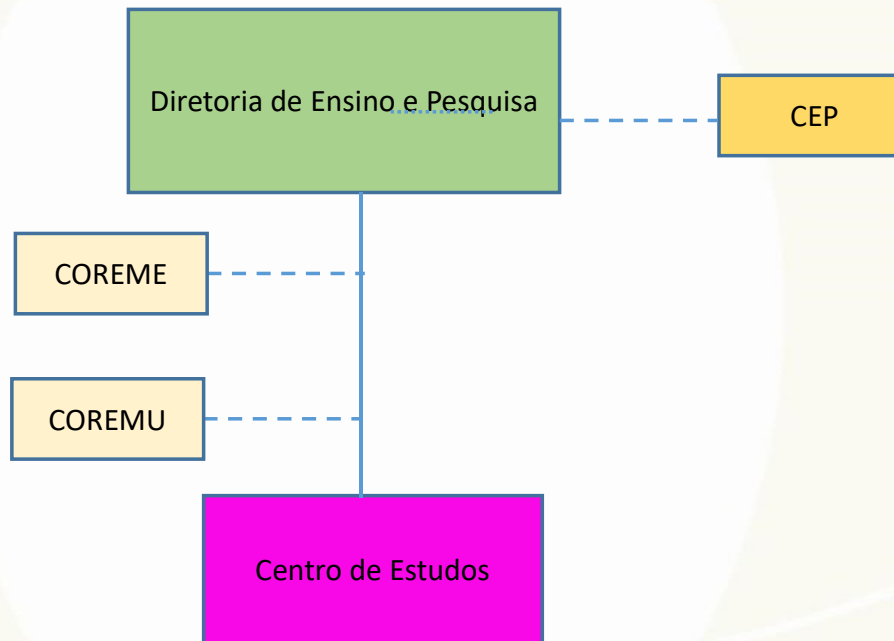 Diretoria de Ensino e Pesquisa
CEP
COREME
COREMU
Centro de Estudos